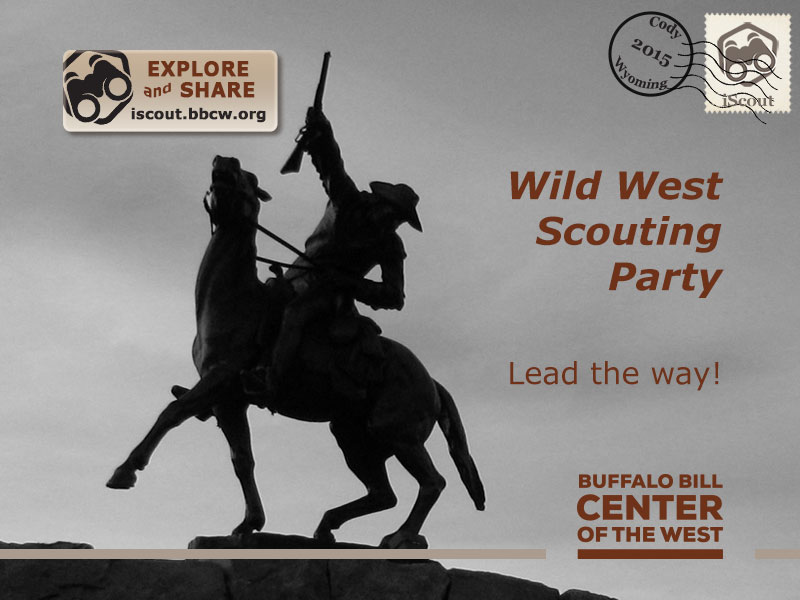 EXPLORE
and SHARE
iscout.bbcw.org
Cody
2015
Wyoming
iScout
Wild West
Scouting
Party
Lead the way!
BUFFALO BILL
CENTER
OF THE WEST